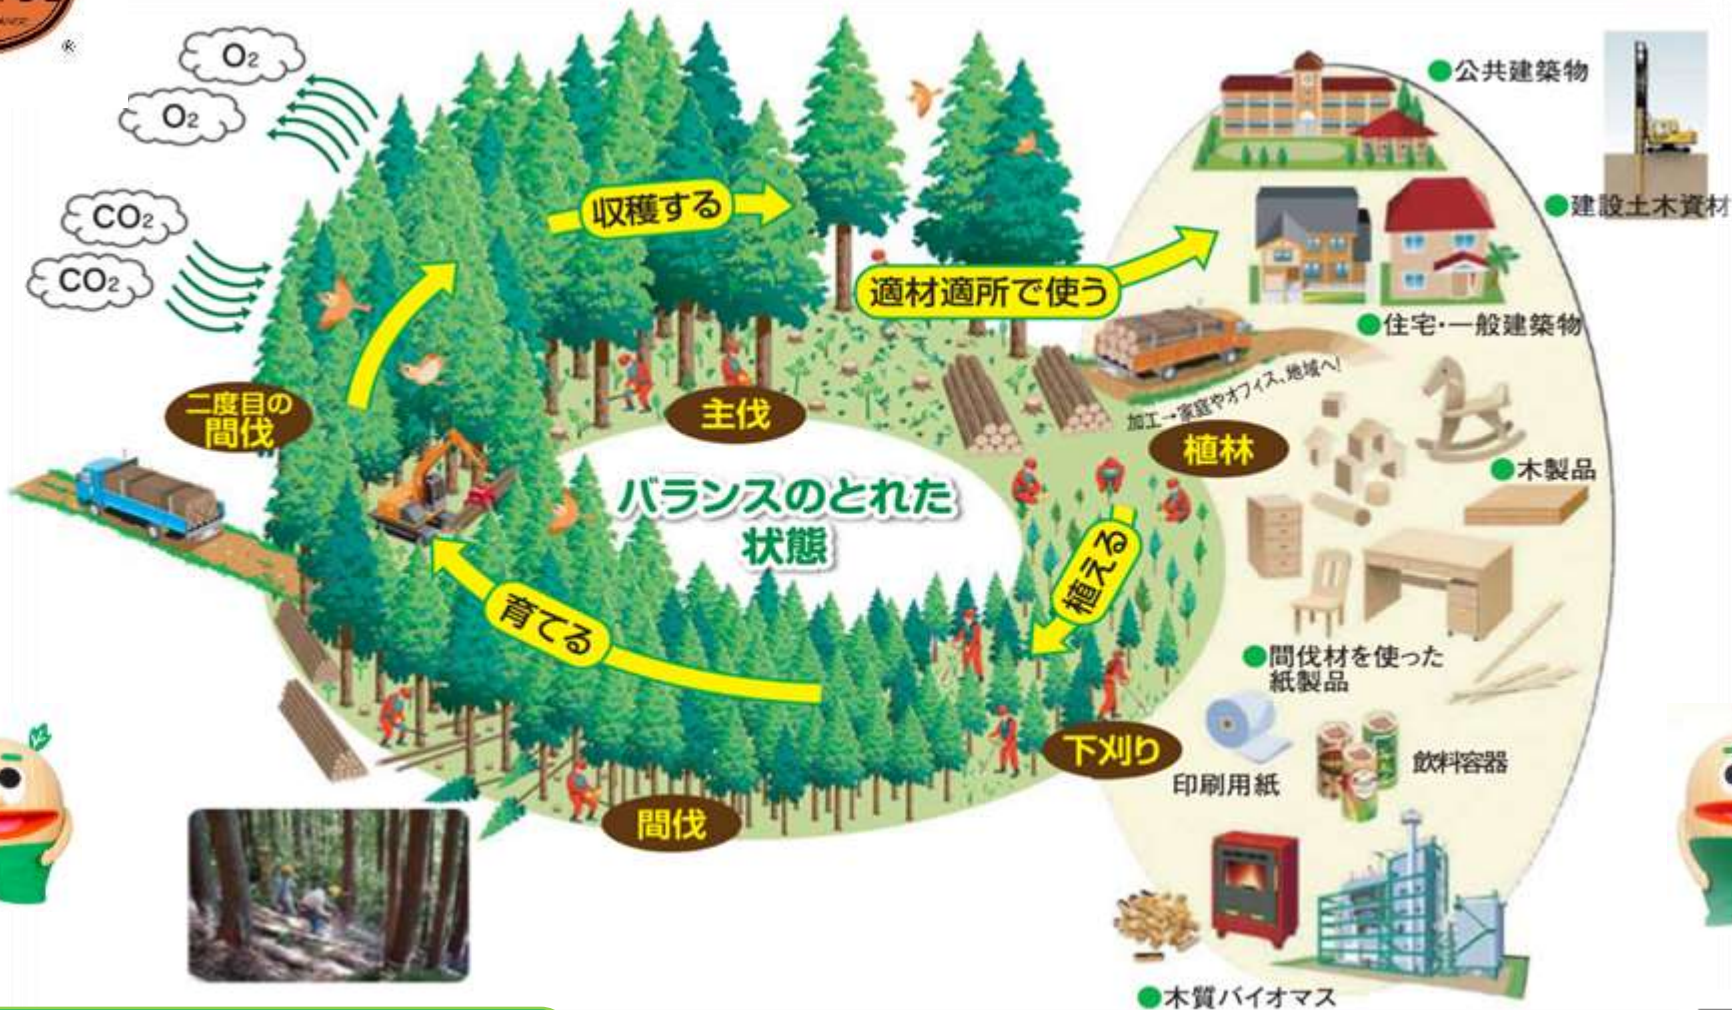 ®
O₂
O₂
CO₂
CO₂
収穫する
適材適所で使う
二度目の
間伐
主伐
加工→家庭やオフィス、地域へ!
植林
バランスのとれた
状態
植える
育てる
下刈り
間伐
●公共建築物
●建設土木資材
●住宅・一般建築物
●木製品
●間伐材を使った
紙製品
印刷用紙
飲料容器
●木質バイオマス